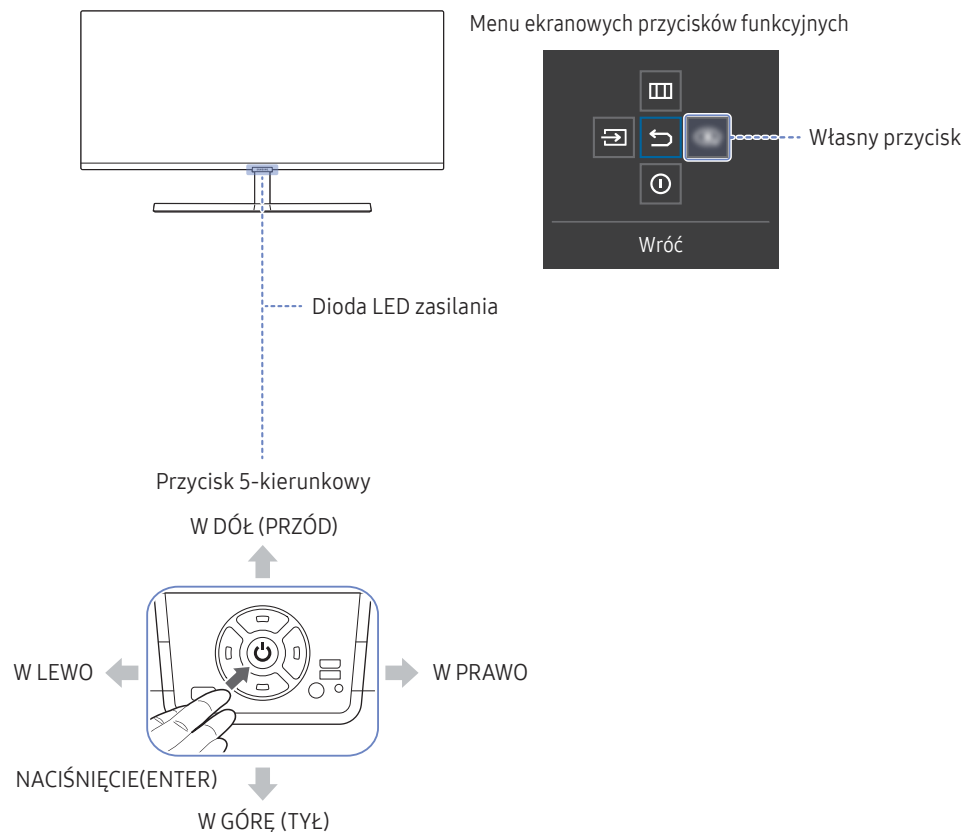 Menu ekranowych przycisków funkcyjnych
Własny przycisk
Wróć
Dioda LED zasilania
Przycisk 5-kierunkowy
W DÓŁ (PRZÓD)
W LEWO
W PRAWO
NACIŚNIĘCIE(ENTER)
W GÓRĘ (TYŁ)